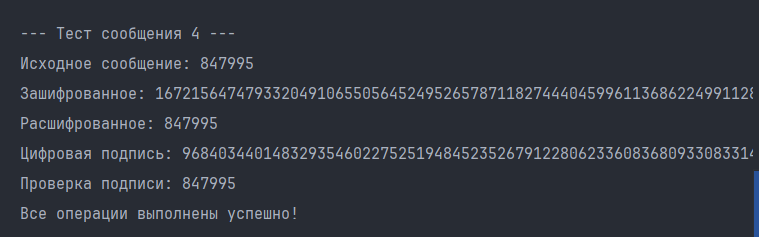 --- Тест сообщения 4 ---
Исходное сообщение: 847995
Зашифрованное: 1672156474793320491065505645249526578711827444045996113686224991128
Расшифрованное: 847995
Цифровая подпись: 9684034401483293546022752519484523526791228062336083680933083314
Проверка подписи: 847995
Все операции выполнены успешно!